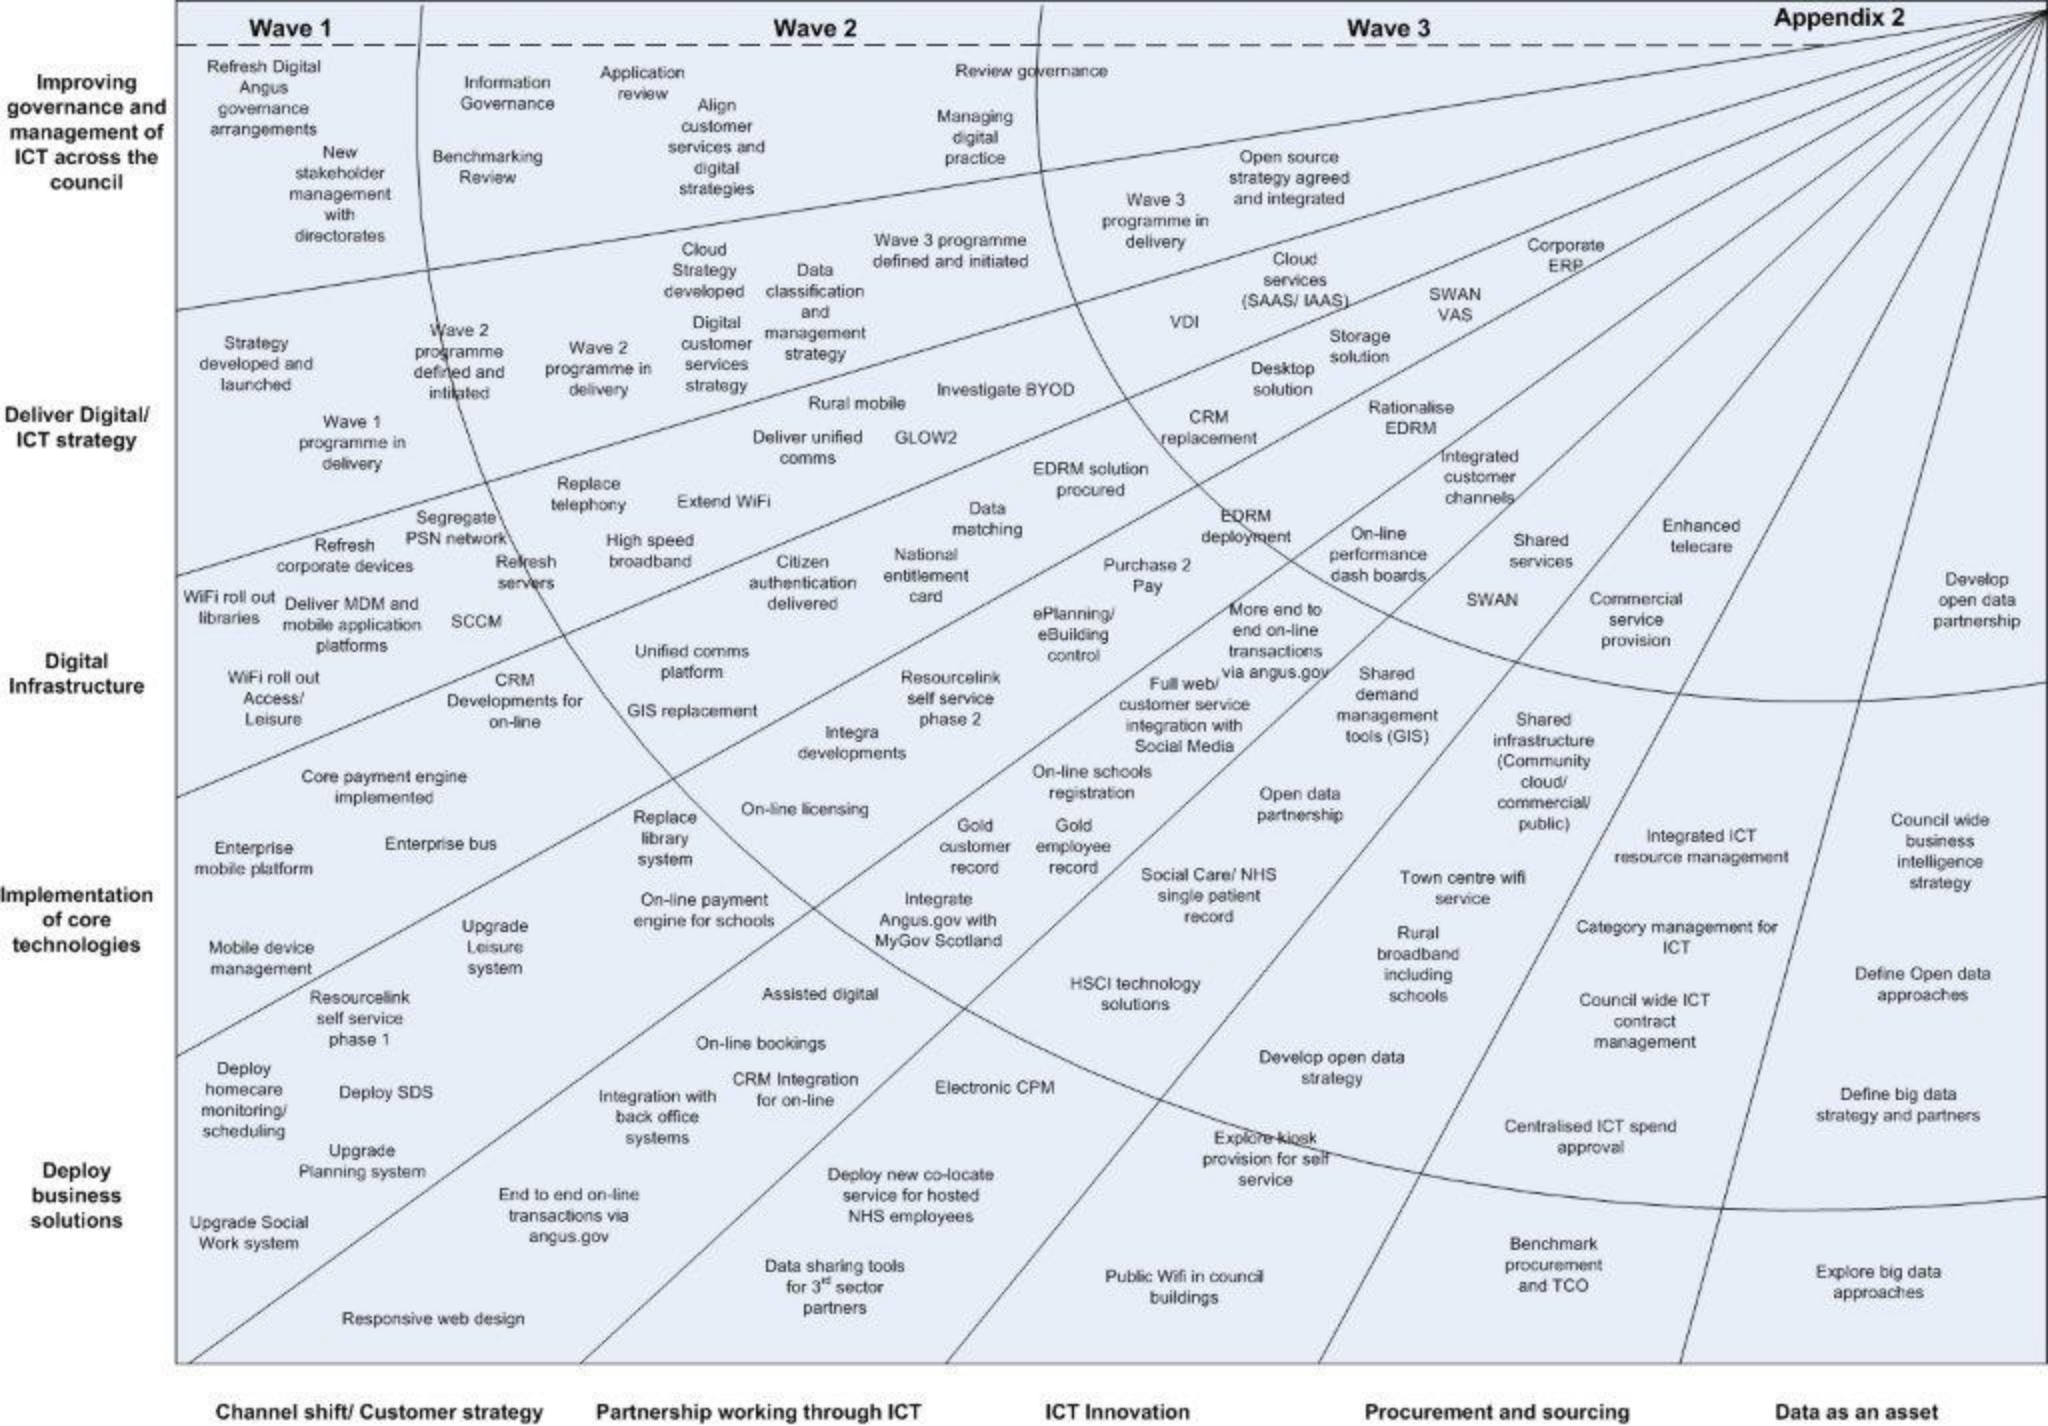 Wave 1
Wave 2
Wave 3
Appendix 2
Improving
governance and
management of
ICT across the
council
Refresh Digital
Angus
governance
arrangements
New
stakeholder
management
with
directorates
Information
Governance
Benchmarking
Review
Application
review
Align
customer
services and
digital
strategies
Review governance
Managing
digital
practice
Deliver Digital/
ICT strategy
Strategy
developed and
launched
Wave 1
programme in
delivery
Wave 2
programme
defined and
intitated
Wave 2
programme in
delivery
Cloud
Strategy
developed
Digital
customer
services
strategy
Data
classification
and
management
strategy
Wave 3 programme
defined and initiated
Wave 3
programme in
delivery
Open source
strategy agreed
and integrated
Digital
Infrastructure
WiFi roll out
libraries
Refresh
corporate devices
Segregate
PSN network
Refresh
servers
Deliver MDM and
mobile application
platforms
SCCM
WiFi roll out
Access/
Leisure
Replace
telephony
Extend WiFi
High speed
broadband
Rural mobile
Deliver unified
comms
GLOW2
Investigate BYOD
VDI
Cloud
services
(SAAS/ IAAS)
Implementation
of core
technologies
CRM
Developments for
on-line
Core payment engine
implemented
Enterprise
mobile platform
Enterprise bus
Mobile device
management
Unified comms
platform
GIS replacement
Citizen
authentication
delivered
National
entitlement
card
Data
matching
EDRM solution
procured
CRM
replacement
Desktop
solution
Storage
solution
SWAN
VAS
Corporate
ERP
Deploy
business
solutions
Resourcelink
self service
phase 1
Upgrade
Leisure
system
Deploy
homecare
monitoring/
scheduling
Deploy SDS
Upgrade
Planning system
Upgrade Social
Work system
Replace
library
system
On-line licensing
On-line payment
engine for schools
Integra
developments
Resourcelink
self service
phase 2
ePlanning/
eBuilding
control
Purchase 2
Pay
EDRM
deployment
Rationalise
EDRM
Responsive web design
End to end on-line
transactions via
angus.gov
Integration with
back office
systems
CRM Integration
for on-line
On-line bookings
Assisted digital
Integrate
Angus.gov with
MyGov Scotland
Gold
customer
record
Gold
employee
record
On-line schools
registration
Full web/
customer service
integration with
Social Media
More end to
end on-line
transactions
via angus.gov
On-line
performance
dash boards
Integrated
customer
channels
Data sharing tools
for 3rd sector
partners
Deploy new co-locate
service for hosted
NHS employees
Electronic CPM
HSCI technology
solutions
Social Care/ NHS
single patient
record
Open data
partnership
Shared
demand
management
tools (GIS)
SWAN
Shared
services
Public Wifi in council
buildings
Explore kiosk
provision for self
service
Develop open data
strategy
Rural
broadband
including
schools
Town centre wifi
service
Shared
infrastructure
(Community
cloud/
commercial/
public)
Commercial
service
provision
Enhanced
telecare
Benchmark
procurement
and TCO
Centralised ICT spend
approval
Council wide ICT
contract
management
Category management for
ICT
Integrated ICT
resource management
Explore big data
approaches
Define big data
strategy and partners
Define Open data
approaches
Council wide
business
intelligence
strategy
Develop
open data
partnership
Channel shift/ Customer strategy
Partnership working through ICT
ICT Innovation
Procurement and sourcing
Data as an asset